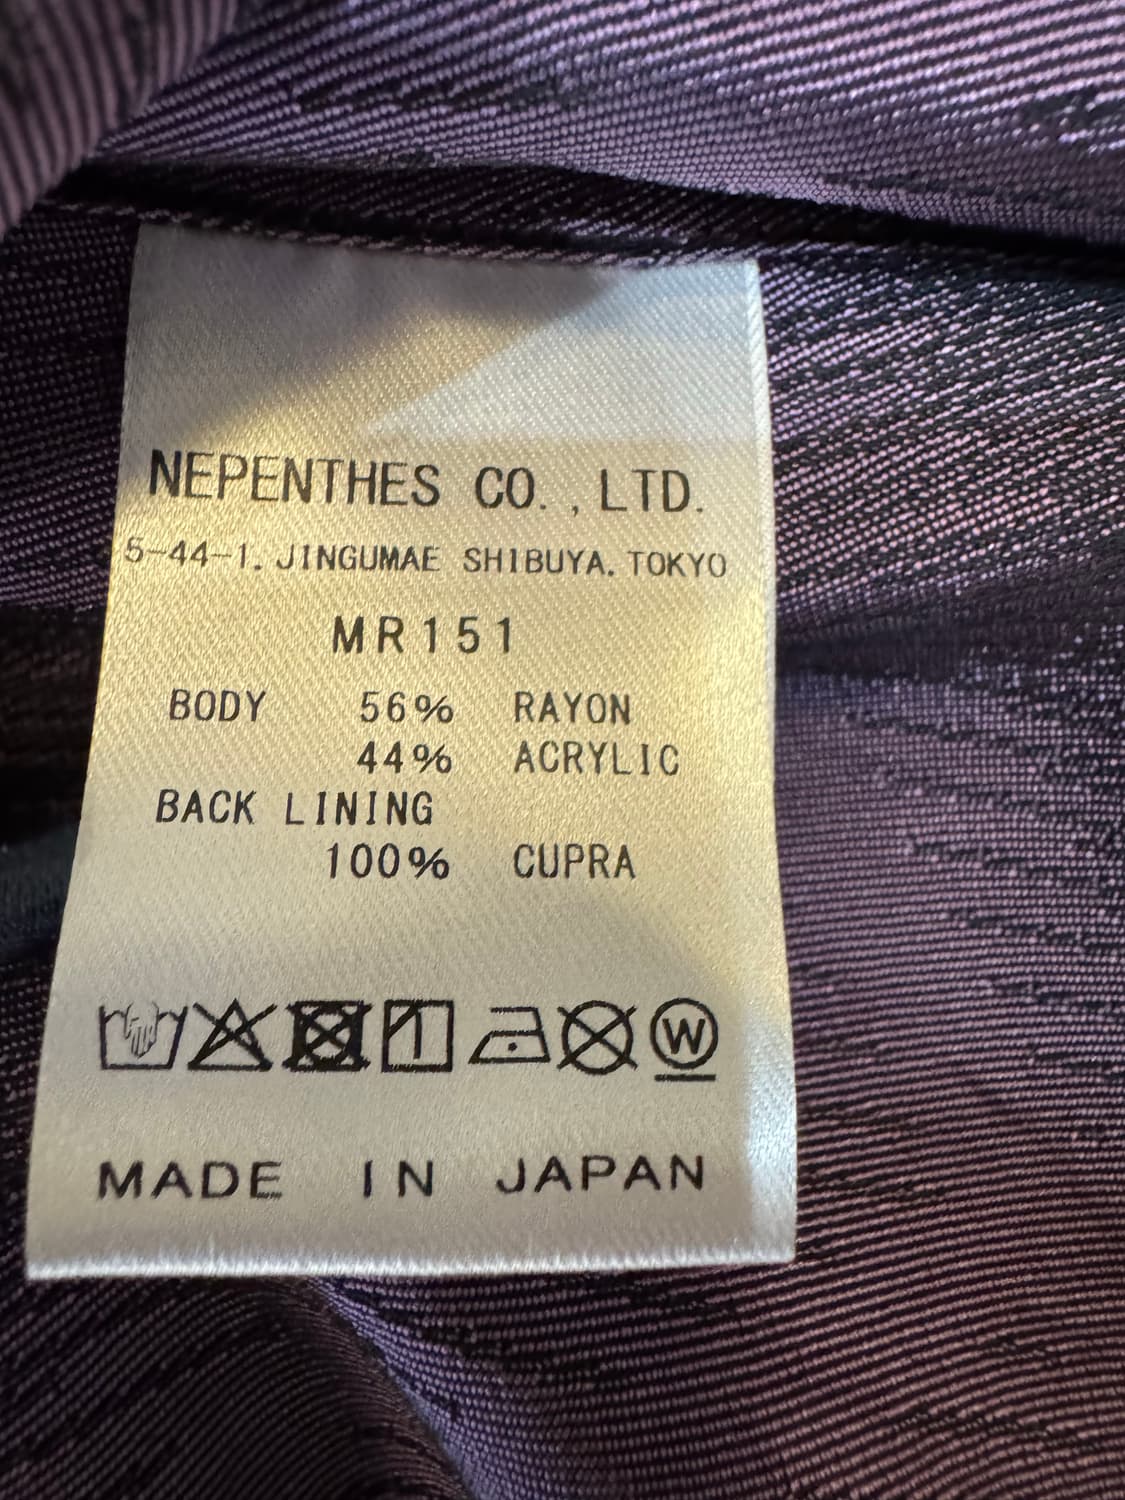 NEPENTHES CO.,LTD.
5-44-1. JINGUMAE SHIBUYA. TOKYO
MR151
BODY 56% RAYON
44% ACRYLIC
BACK LINING
100% CUPRA
W
MADE IN JAPAN